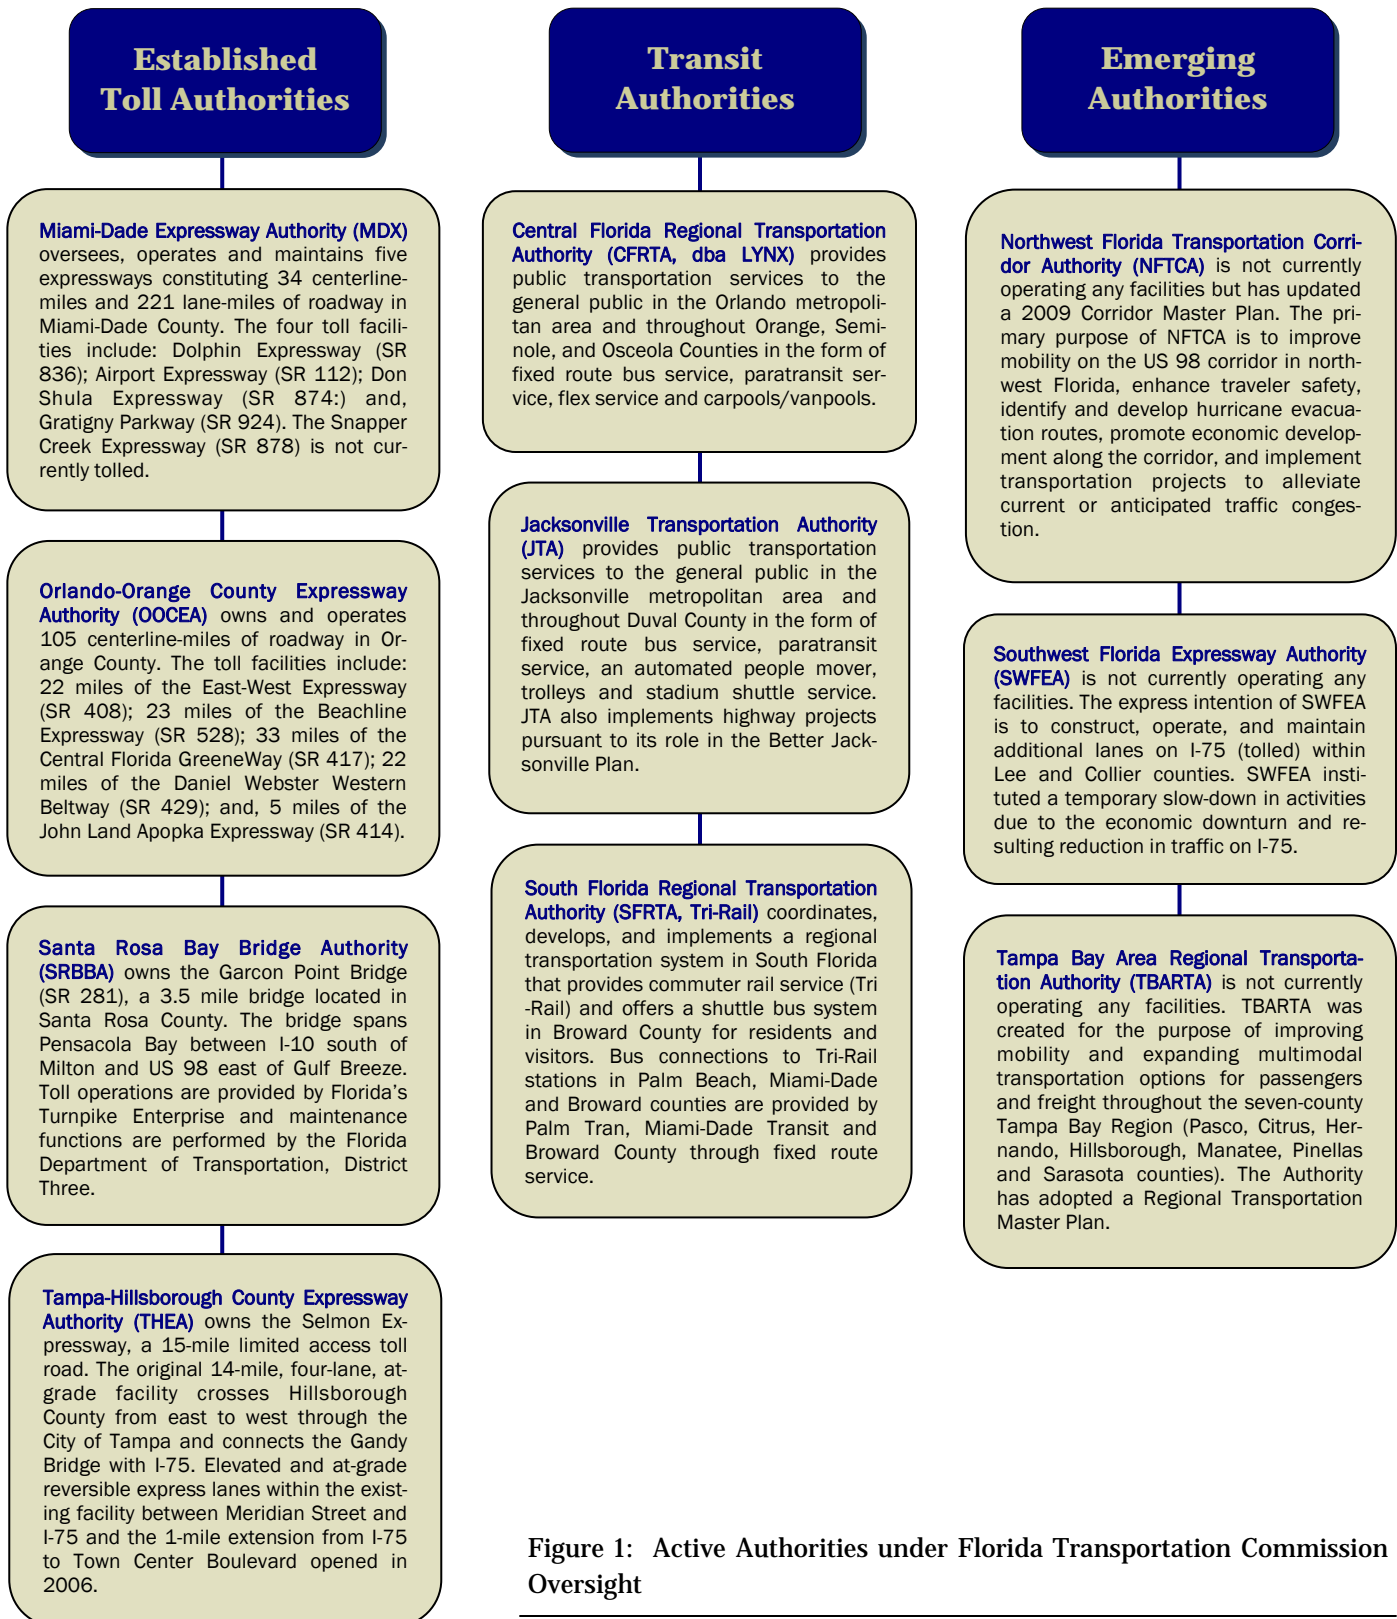 Established
Toll Authorities
Miami-Dade Expressway Authority (MDX)
oversees, operates and maintains five
expressways constituting 34 centerline-
miles and 221 lane-miles of roadway in
Miami-Dade County. The four toll facili-
ties include: Dolphin Expressway (SR
836); Airport Expressway (SR 112); Don
Shula Expressway (SR 874:) and,
Gratigny Parkway (SR 924). The Snapper
Creek Expressway (SR 878) is not cur-
rently tolled.
Orlando-Orange County Expressway
Authority (OOCEA) owns and operates
105 centerline-miles of roadway in Or-
ange County. The toll facilities include:
22 miles of the East-West Expressway
(SR 408); 23 miles of the Beachline
Expressway (SR 528); 33 miles of the
Central Florida GreeneWay (SR 417); 22
miles of the Daniel Webster Western
Beltway (SR 429); and, 5 miles of the
John Land Apopka Expressway (SR 414).
Santa Rosa Bay Bridge Authority
(SRBBA) owns the Garcon Point Bridge
(SR 281), a 3.5 mile bridge located in
Santa Rosa County. The bridge spans
Pensacola Bay between I-10 south of
Milton and US 98 east of Gulf Breeze.
Toll operations are provided by Florida's
Turnpike Enterprise and maintenance
functions are performed by the Florida
Department of Transportation, District
Three.
Tampa-Hillsborough County Expressway
Authority (THEA) owns the Selmon Ex-
pressway, a 15-mile limited access toll
road. The original 14-mile, four-lane, at-
grade facility crosses Hillsborough
County from east to west through the
City of Tampa and connects the Gandy
Bridge with I-75. Elevated and at-grade
reversible express lanes within the exist-
ing facility between Meridian Street and
I-75 and the 1-mile extension from I-75
to Town Center Boulevard opened in
2006.
Transit
Authorities
Central Florida Regional Transportation
Authority (CFRTA, dba LYNX) provides
public transportation services to the
general public in the Orlando metropoli-
tan area and throughout Orange, Semi-
nole, and Osceola Counties in the form of
fixed route bus service, paratransit ser-
vice, flex service and carpools/vanpools.
Jacksonville Transportation Authority
(JTA) provides public transportation
services to the general public in the
Jacksonville metropolitan area and
throughout Duval County in the form of
fixed route bus service, paratransit
service, an automated people mover,
trolleys and stadium shuttle service.
JTA also implements highway projects
pursuant to its role in the Better Jack-
sonville Plan.
South Florida Regional Transportation
Authority (SFRTA, Tri-Rail) coordinates,
develops, and implements a regional
transportation system in South Florida
that provides commuter rail service (Tri
-Rail) and offers a shuttle bus system
in Broward County for residents and
visitors. Bus connections to Tri-Rail
stations in Palm Beach, Miami-Dade
and Broward counties are provided by
Palm Tran, Miami-Dade Transit and
Broward County through fixed route
service.
Emerging
Authorities
Northwest Florida Transportation Corri-
dor Authority (NFTCA) is not currently
operating any facilities but has updated
a 2009 Corridor Master Plan. The pri-
mary purpose of NFTCA is to improve
mobility on the US 98 corridor in north-
west Florida, enhance traveler safety,
identify and develop hurricane evacua-
tion routes, promote economic develop-
ment along the corridor, and implement
transportation projects to alleviate
current or anticipated traffic conges-
tion.
Southwest Florida Expressway Authority
(SWFEA) is not currently operating any
facilities. The express intention of SWFEA
is to construct, operate, and maintain
additional lanes on I-75 (tolled) within
Lee and Collier counties. SWFEA insti-
tuted a temporary slow-down in activities
due to the economic downturn and re-
sulting reduction in traffic on I-75.
Tampa Bay Area Regional Transporta-
tion Authority (TBARTA) is not currently
operating any facilities. TBARTA was
created for the purpose of improving
mobility and expanding multimodal
transportation options for passengers
and freight throughout the seven-county
Tampa Bay Region (Pasco, Citrus, Her-
nando, Hillsborough, Manatee, Pinellas
and Sarasota counties). The Authority
has adopted a Regional Transportation
Master Plan.
Figure 1: Active Authorities under Florida Transportation Commission
Oversight